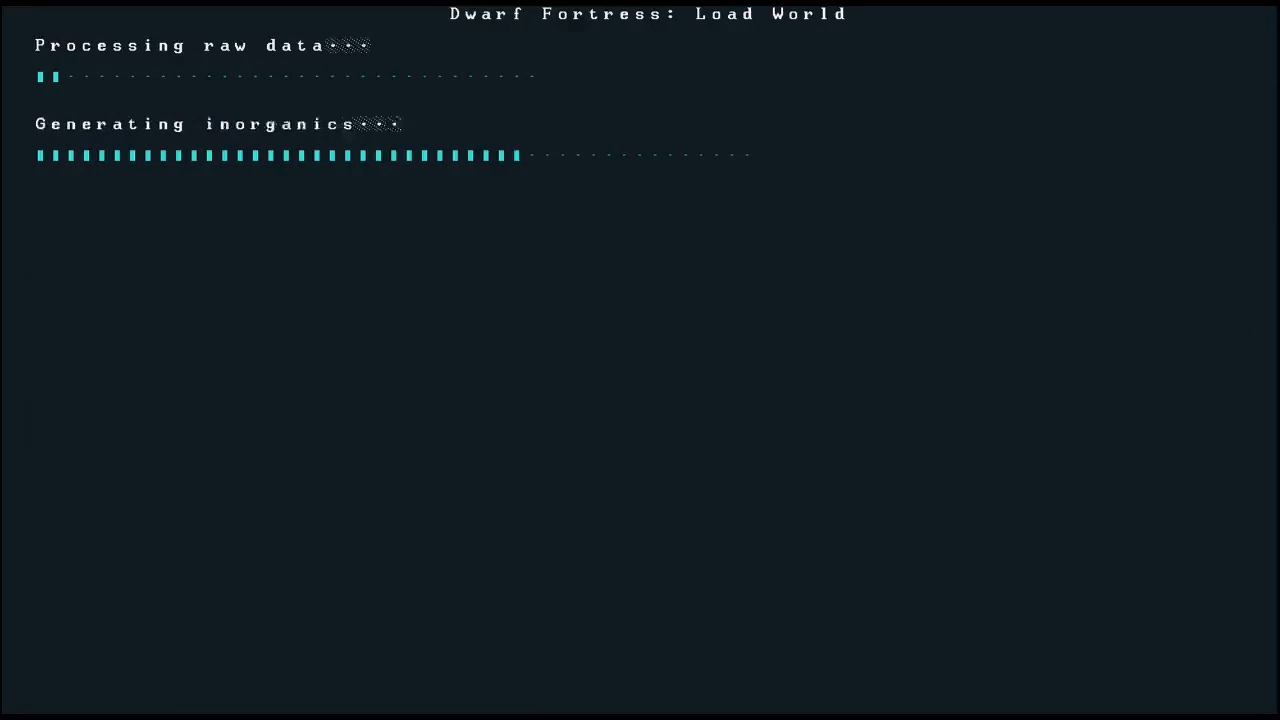 Dwarf Fortress: Load World
Processing raw data...
Generating inorganics...